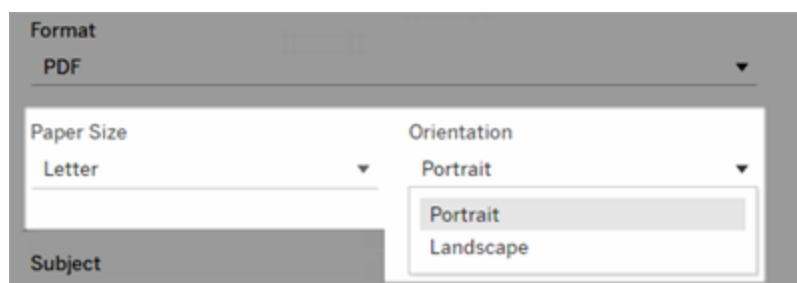 Format
PDF
Paper Size
Orientation
Letter
Portrait
Portrait
Landscape
Subject